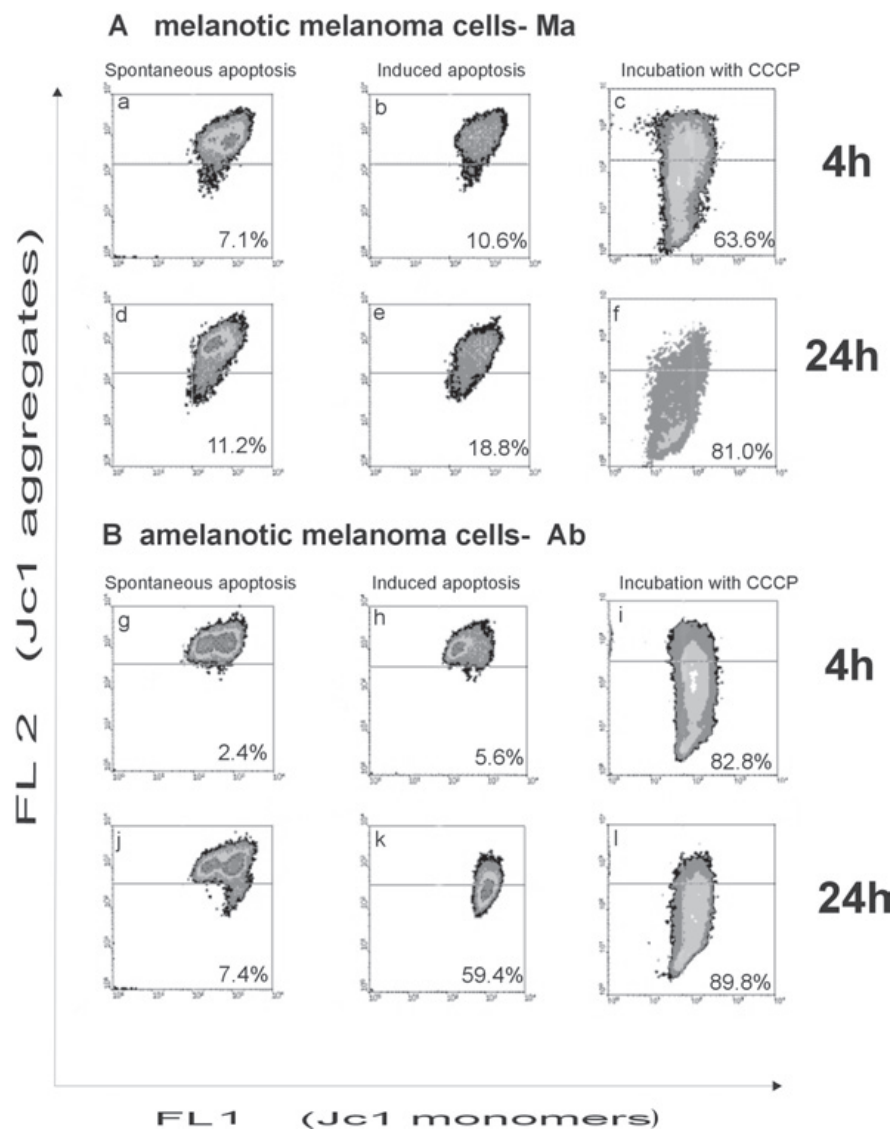 A melanotic melanoma cells- Ma
Spontaneous apoptosis
Induced apoptosis
Incubation with CCCP
a
7.1%
b
10.6%
c
63.6%
4h
d
11.2%
e
18.8%
f
81.0%
24h
B amelanotic melanoma cells- Ab
Spontaneous apoptosis
Induced apoptosis
Incubation with CCCP
g
2.4%
h
5.6%
i
82.8%
4h
j
7.4%
k
59.4%
l
89.8%
24h
FL 2 (Jc1 aggregates)
FL1 (Jc1 monomers)